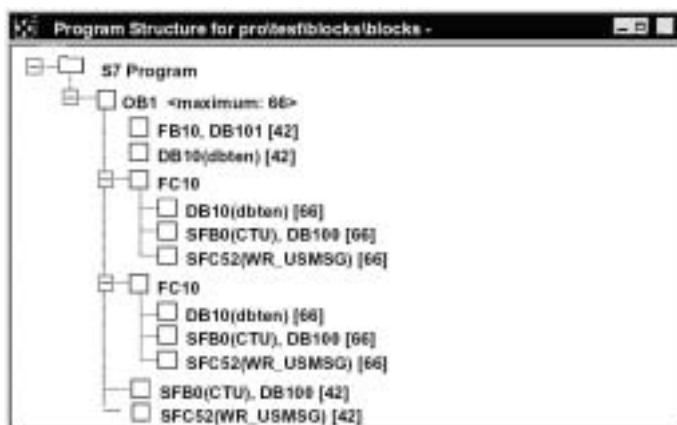 Program Structure for pro\test\blocks\blocks -
S7 Program
OB1 <maximum: 66>
FB10, DB101 [42]
DB10(dbten) [42]
FC10
DB10(dbten) [66]
SFB0(CTU), DB100 [66]
SFC52(WR_USMSG) [66]
FC10
DB10(dbten) [66]
SFB0(CTU), DB100 [66]
SFC52(WR_USMSG) [66]
SFB0(CTU), DB100 [42]
SFC52(WR_USMSG) [42]